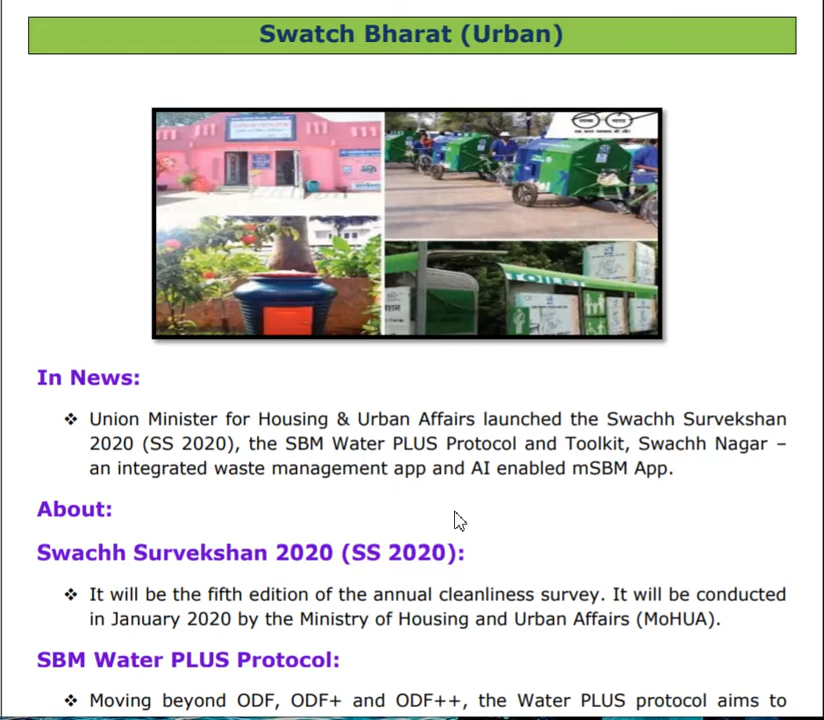 Swatch Bharat (Urban)
TOILET
In News:
❖ Union Minister for Housing & Urban Affairs launched the Swachh Survekshan
2020 (SS 2020), the SBM Water PLUS Protocol and Toolkit, Swachh Nagar –
an integrated waste management app and AI enabled mSBM App.
About:
Swachh Survekshan 2020 (SS 2020):
❖ It will be the fifth edition of the annual cleanliness survey. It will be conducted
in January 2020 by the Ministry of Housing and Urban Affairs (MoHUA).
SBM Water PLUS Protocol:
❖ Moving beyond ODF, ODF+ and ODF++, the Water PLUS protocol aims to